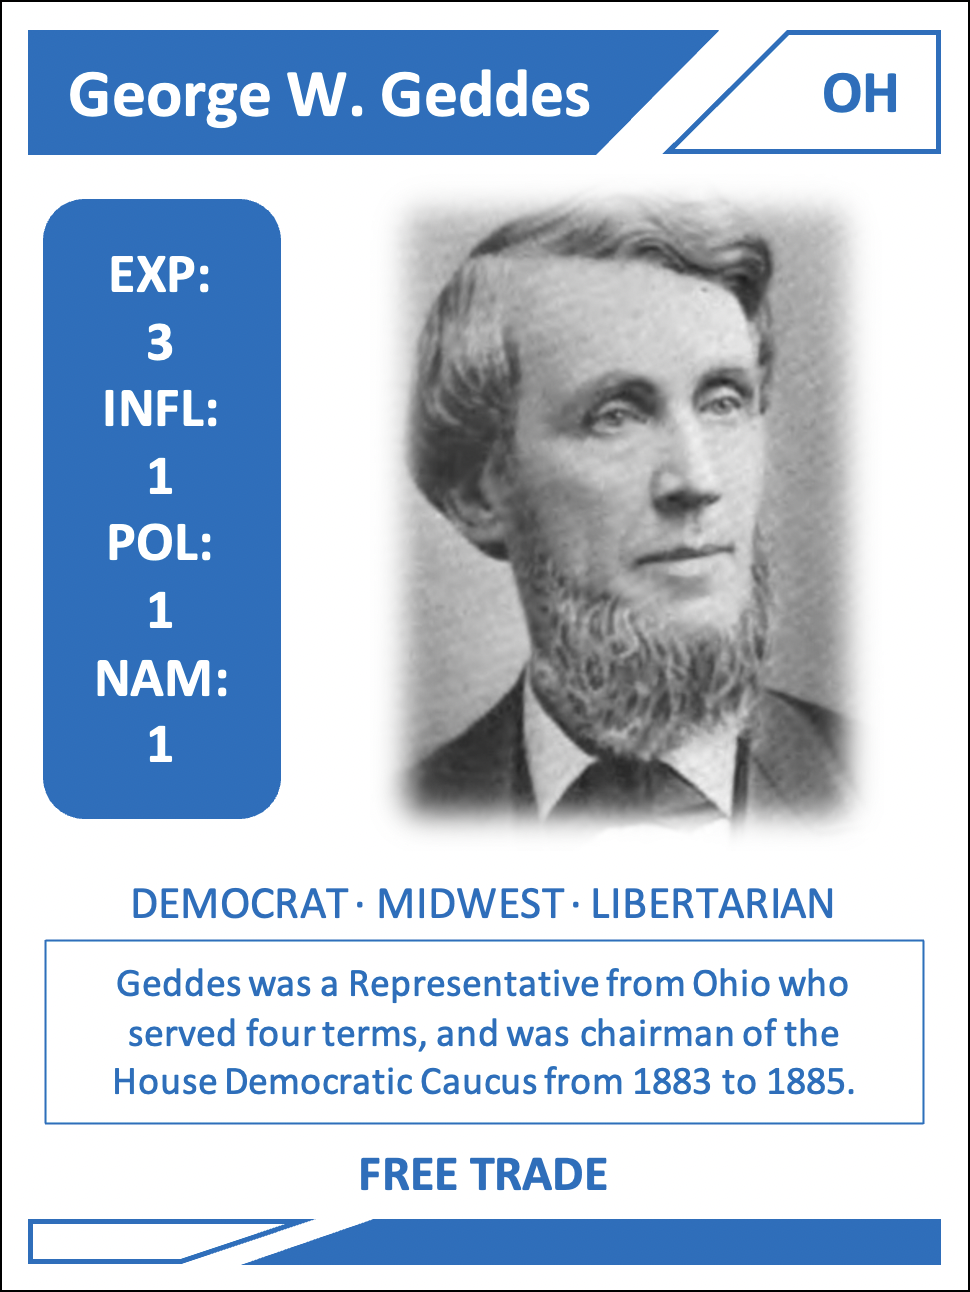 George W. Geddes
OH
EXP:
3
INFL:
1
POL:
1
NAM:
1
DEMOCRAT · MIDWEST · LIBERTARIAN
Geddes was a Representative from Ohio who
served four terms, and was chairman of the
House Democratic Caucus from 1883 to 1885.
FREE TRADE